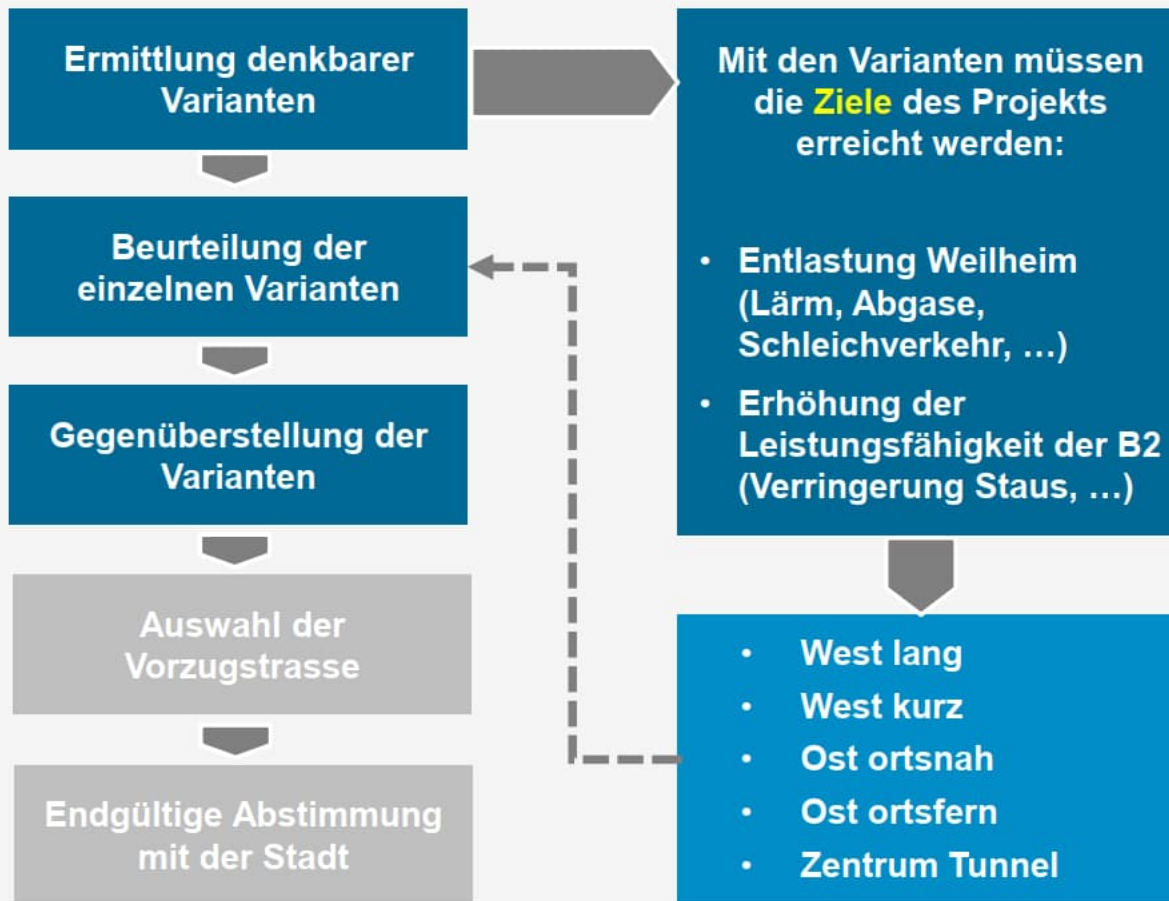 Ermittlung denkbarer
Varianten
Beurteilung der
einzelnen Varianten
Gegenüberstellung der
Varianten
Auswahl der
Vorzugstrasse
Endgültige Abstimmung
mit der Stadt
Mit den Varianten müssen
die Ziele des Projekts
erreicht werden:
• Entlastung Weilheim
(Lärm, Abgase,
Schleichverkehr, …)
• Erhöhung der
Leistungsfähigkeit der B2
(Verringerung Staus, …)
• West lang
• West kurz
• Ost ortsnah
• Ost ortsfern
• Zentrum Tunnel